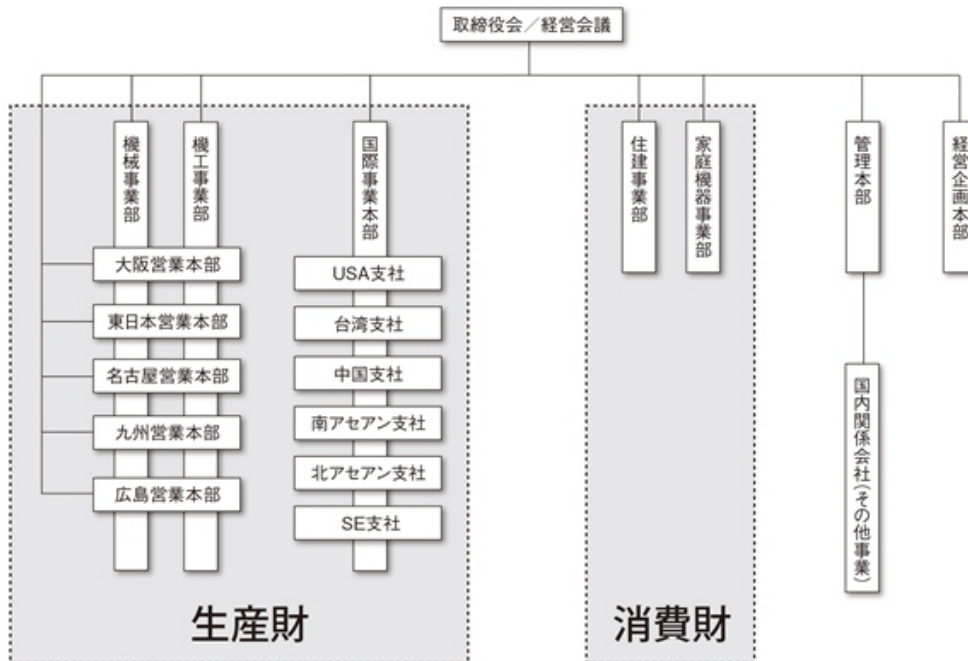 取締役会／経営会議
機械事業部
機工事業部
国際事業本部
住建事業部
家庭機器事業部
管理本部
経営企画本部
大阪営業本部
東日本営業本部
名古屋営業本部
九州営業本部
広島営業本部
USA支社
台湾支社
中国支社
南アセアン支社
北アセアン支社
SE支社
国内関係会社(その他事業)
生産財
消費財